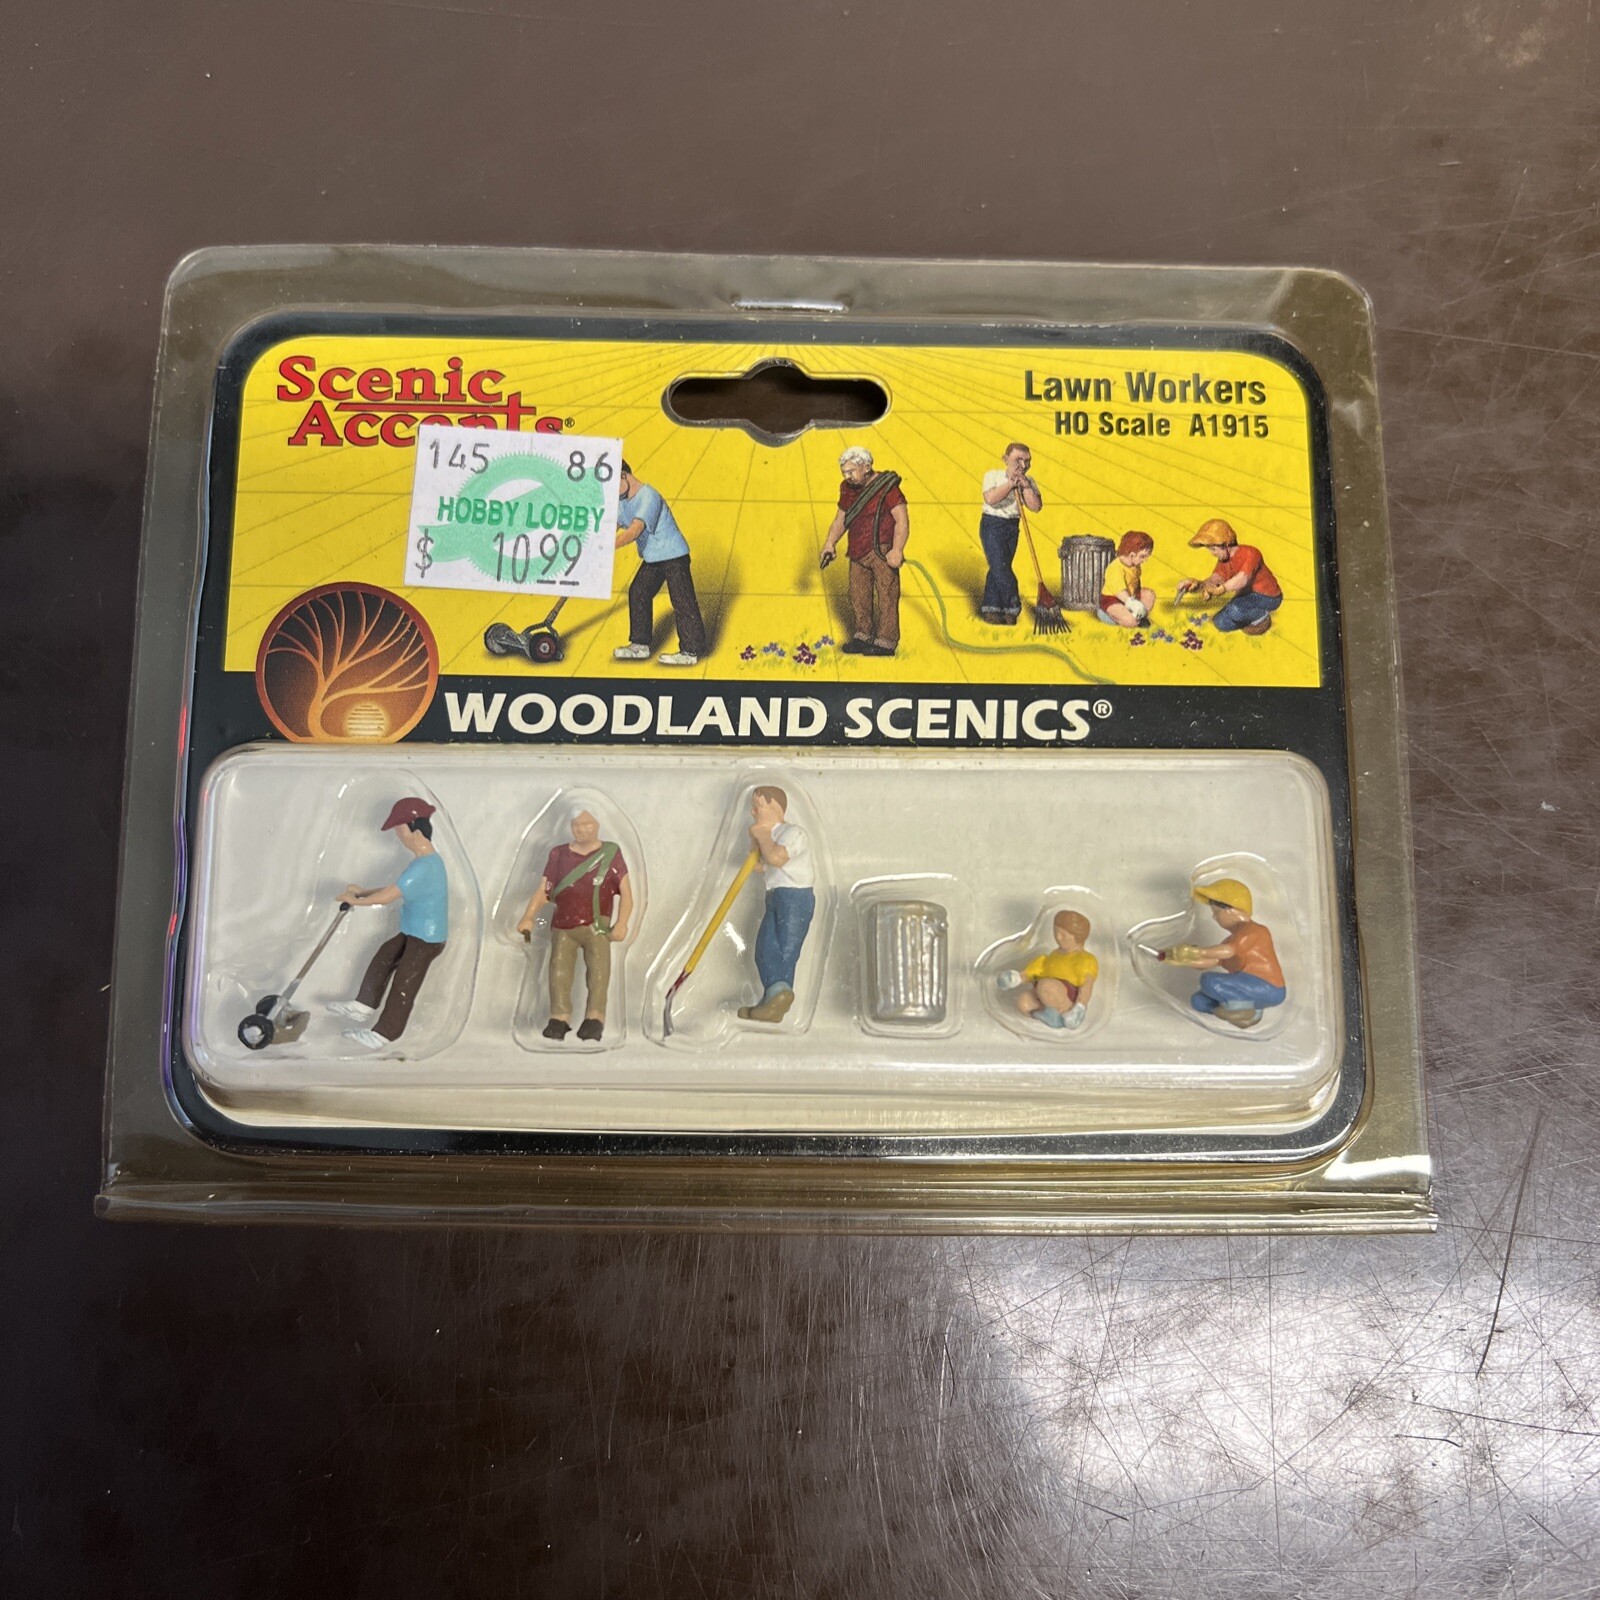 Scenic
Accents®
Lawn Workers
HO Scale A1915
145 86
HOBBY LOBBY
$ 10.99
WOODLAND SCENICS®